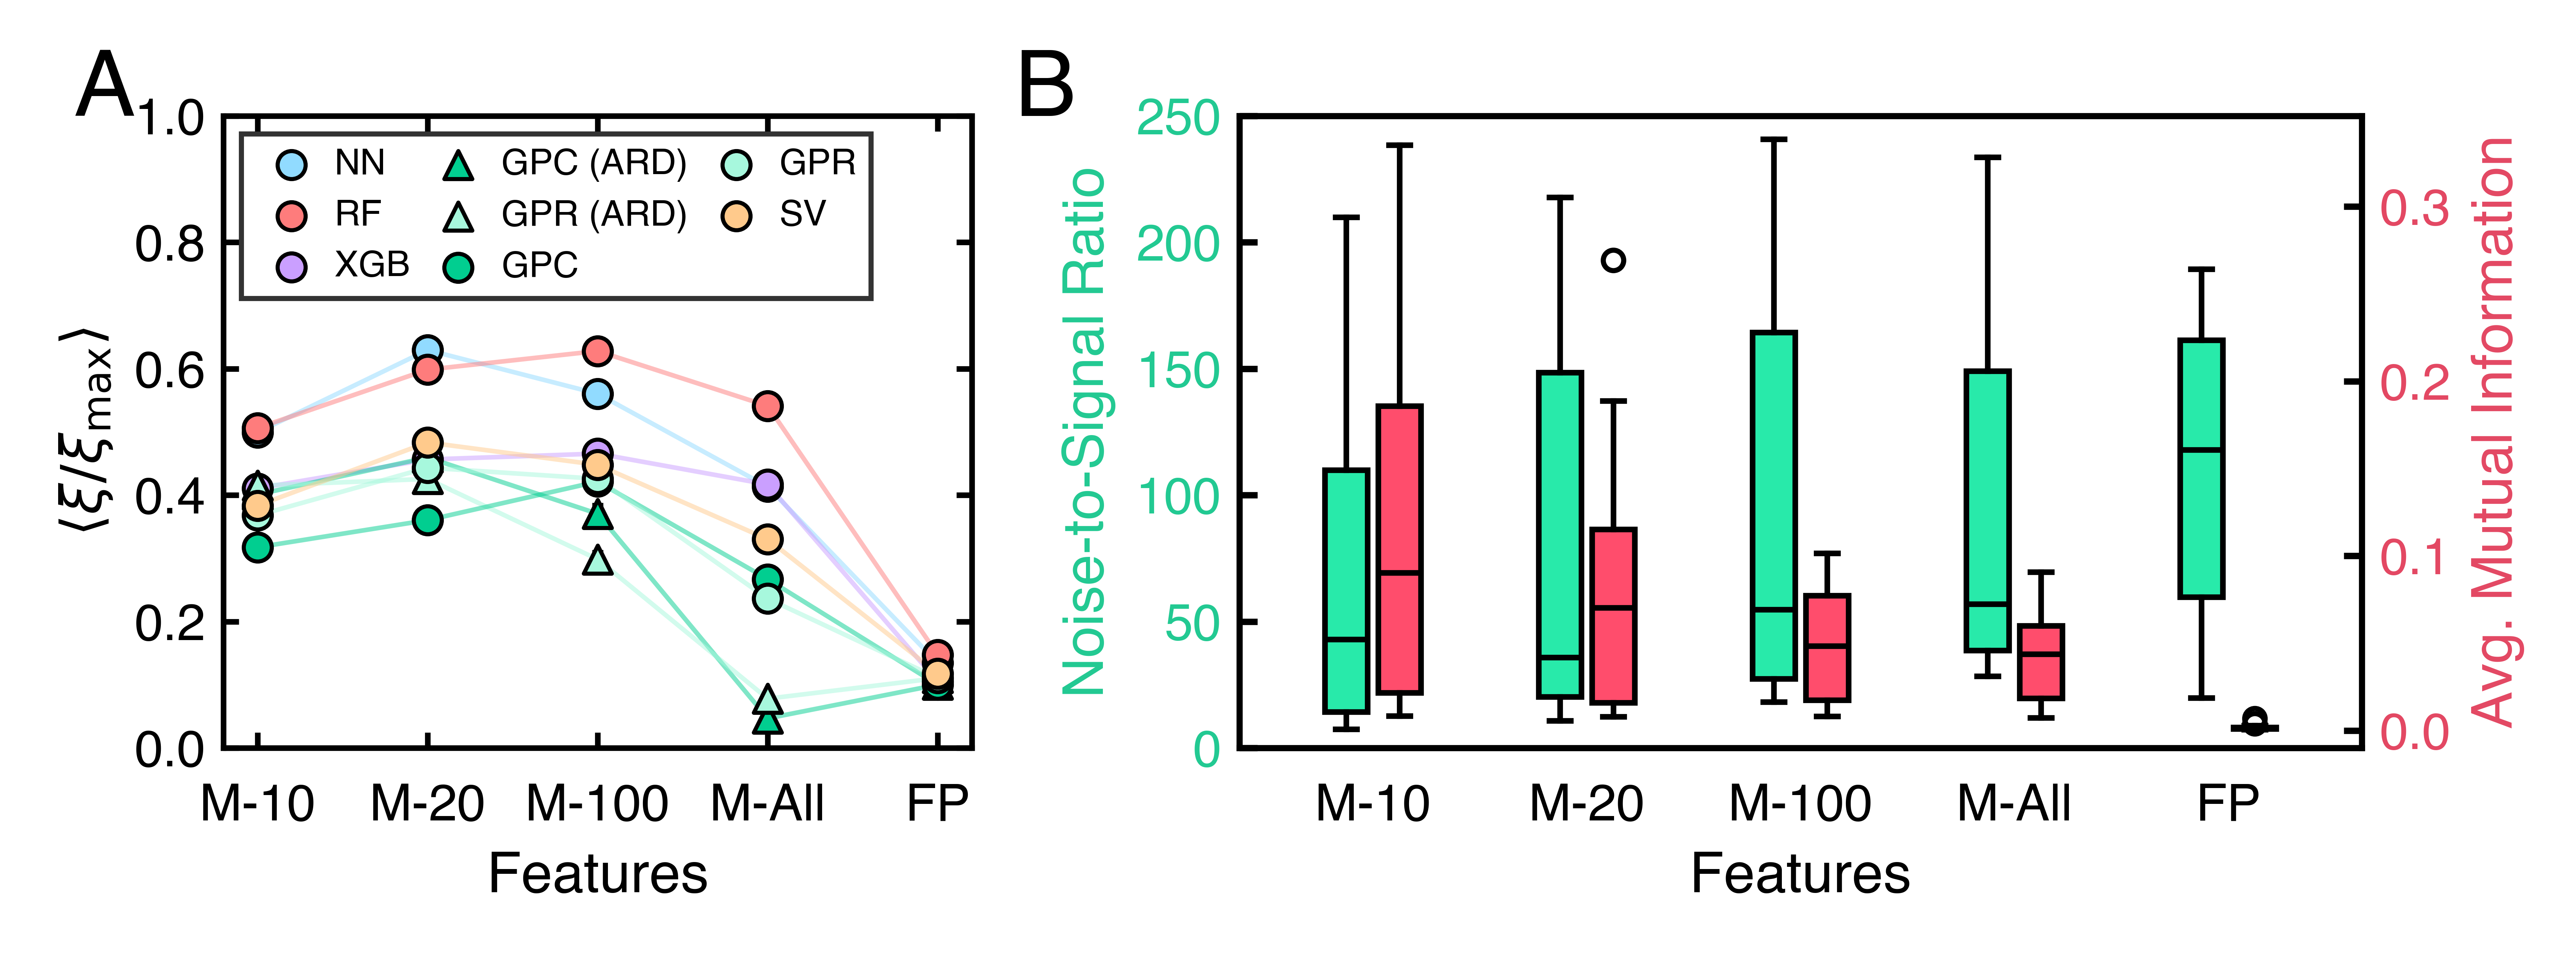 A
1.0
0.8
0.6
0.4
0.2
0.0
⟨ξ/ξmax⟩
NN
RF
XGB
GPC (ARD)
GPR (ARD)
GPC
GPR
SV
M-10 M-20 M-100 M-All FP
Features
B
250
200
150
100
50
0
Noise-to-Signal Ratio
0.3
0.2
0.1
0.0
Avg. Mutual Information
M-10 M-20 M-100 M-All FP
Features